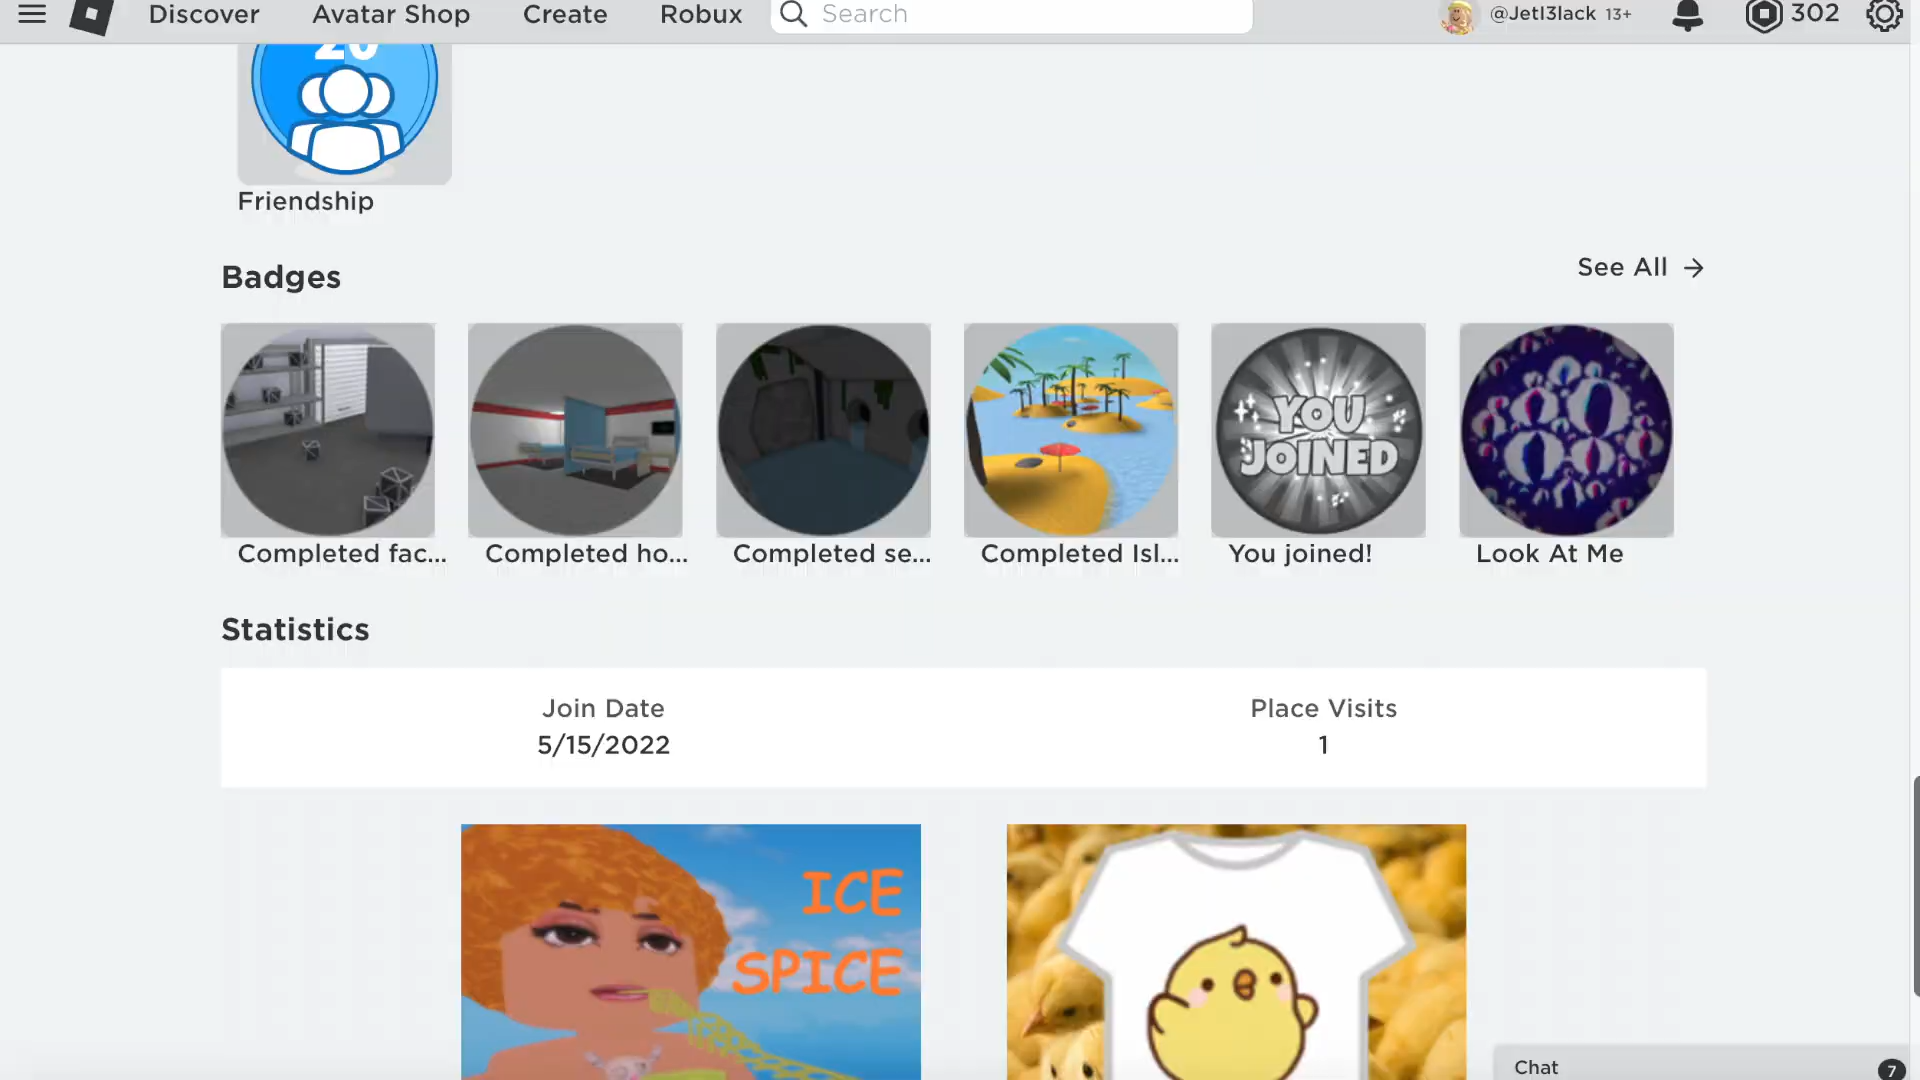 Discover
Avatar Shop
Create
Robux
Search
@Jetl3lack 13+
302
20
Friendship
Badges
See All
YOU
JOINED
Completed fac...
Completed ho...
Completed se...
Completed Isl...
You joined!
Look At Me
Statistics
Join Date
5/15/2022
Place Visits
1
ICE
SPICE
Chat
7